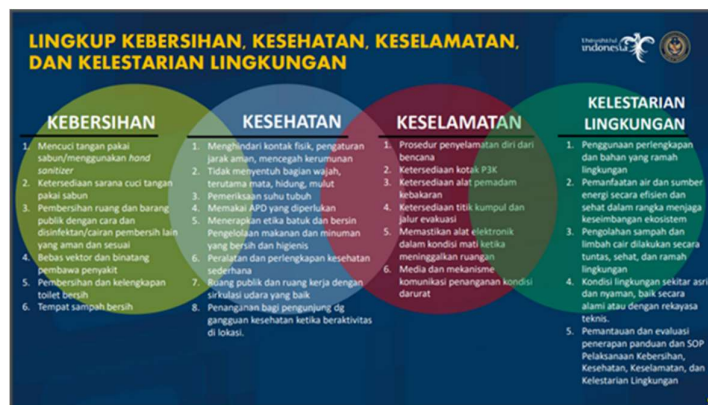 LINGKUP KEBERSIHAN, KESEHATAN, KESELAMATAN,
DAN KELESTARIAN LINGKUNGAN
indonesia
KEBERSIHAN
1. Mencuci tangan pakai
sabun/menggunakan hand
sanitizer
2. Ketersediaan sarana cuci tangan
pakai sabun
3. Pembersihan ruang dan barang
publik dengan cara dan
disinfektan/cairan pembersih lain
yang aman dan sesuai
4. Bebas vektor dan binatang
pembawa penyakit
5. Pembersihan dan kelengkapan
toilet bersih
6. Tempat sampah bersih
KESEHATAN
1. Menghindari kontak fisik, pengaturan
jarak aman, mencegah kerumunan
2. Tidak menyentuh bagian wajah,
terutama mata, hidung, mulut
3. Pemeriksaan suhu tubuh
4. Memakai APD yang diperlukan
5. Menerapkan etika batuk dan bersin
Pengelolaan makanan dan minuman
yang bersih dan higienis
6. Peralatan dan perlengkapan kesehatan
sederhana
7. Ruang publik dan ruang kerja dengan
sirkulasi udara yang baik
8. Penanganan bagi pengunjung dg
gangguan kesehatan ketika beraktivitas
di lokasi.
KESELAMATAN
1. Prosedur penyelamatan diri dari
bencana
2. Ketersediaan kotak P3K
3. Ketersediaan alat pemadam
kebakaran
4. Ketersediaan titik kumpul dan
jalur evakuasi
5. Memastikan alat elektronik
dalam kondisi mati ketika
meninggalkan ruangan
6. Media dan mekanisme
komunikasi penanganan kondisi
darurat
KELESTARIAN
LINGKUNGAN
1. Penggunaan perlengkapan
dan bahan yang ramah
lingkungan
2. Pemanfaatan air dan sumber
energi secara efisien dan
sehat dalam rangka menjaga
keseimbangan ekosistem
3. Pengolahan sampah dan
limbah cair dilakukan secara
tuntas, sehat, dan ramah
lingkungan
4. Kondisi lingkungan sekitar asri
dan nyaman, baik secara
alami atau dengan rekayasa
teknis.
5. Pemantauan dan evaluasi
penerapan panduan dan SOP
Pelaksanaan Kebersihan,
Kesehatan, Keselamatan, dan
Kelestarian Lingkungan